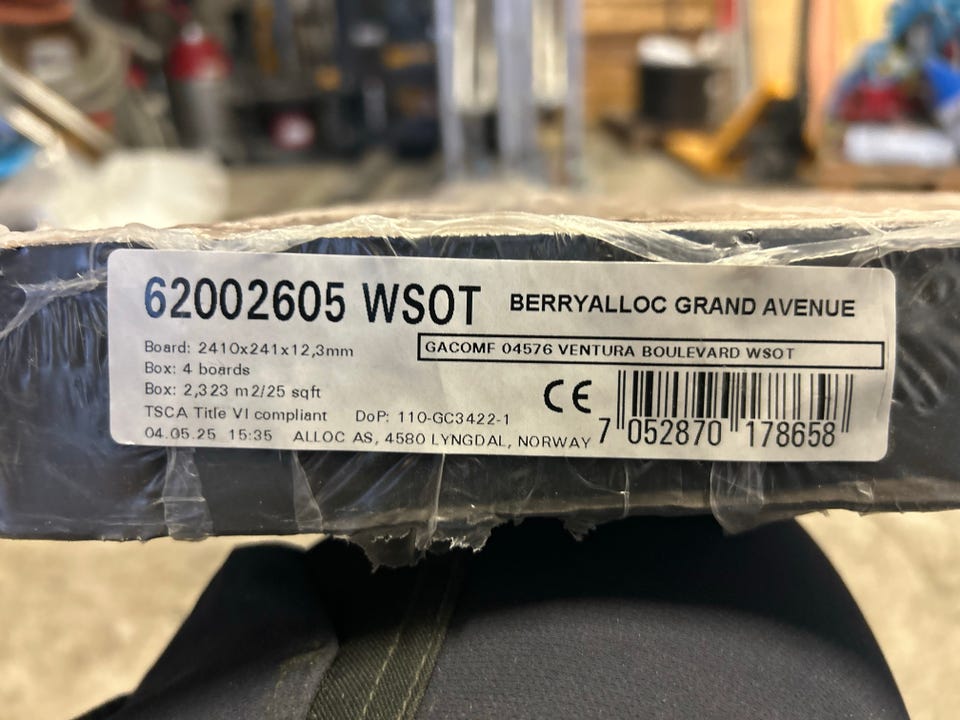 62002605 WSOT BERRYALLOC GRAND AVENUE
GACOMF 04576 VENTURA BOULEVARD WSOT
Board: 2410x241x12,3mm
Box: 4 boards
Box: 2,323 m2/25 sqft
TSCA Title VI compliant DoP: 110-GC3422-1
04.05.25 15:35 ALLOC AS, 4580 LYNGDAL, NORWAY
CE
7 052870 178658